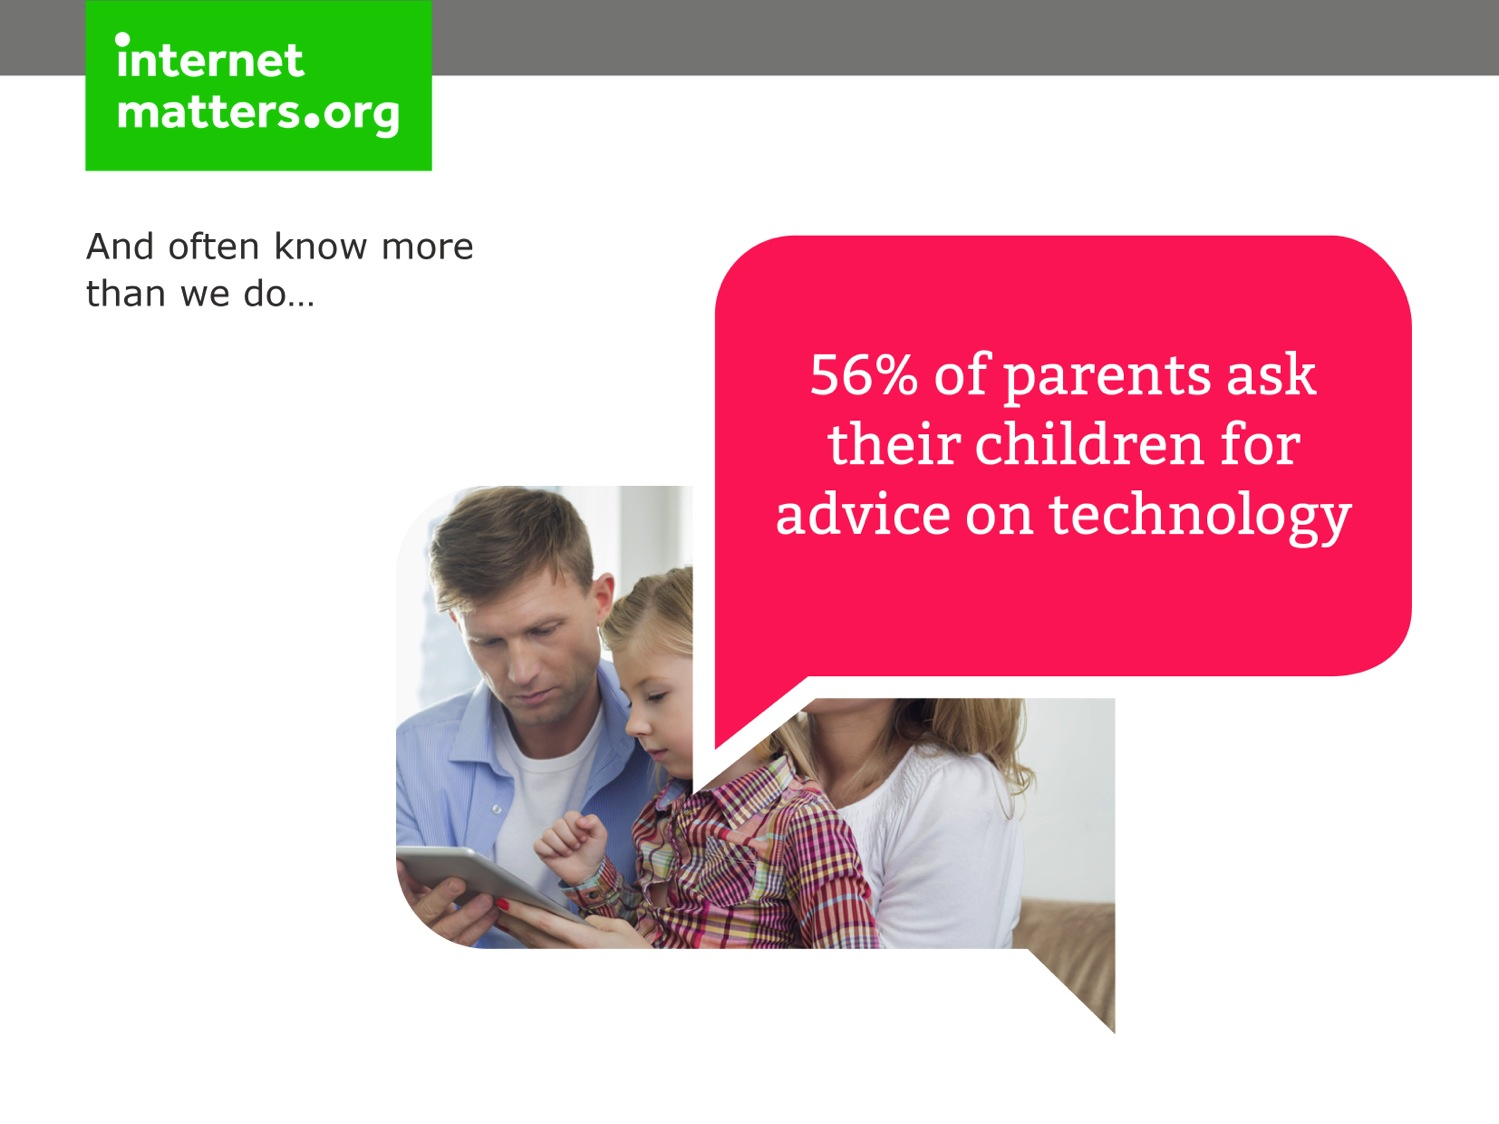 internet
matters.org
And often know more
than we do…
56% of parents ask
their children for
advice on technology